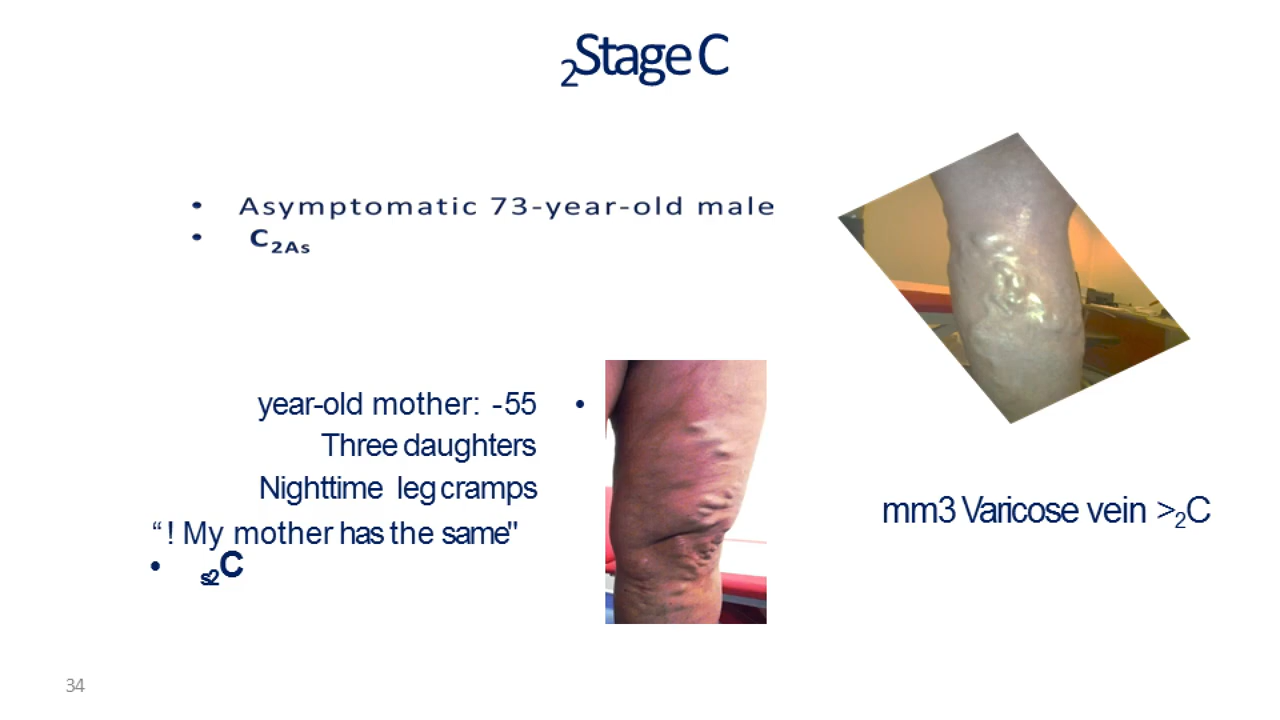 ₂Stage C
• Asymptomatic 73-year-old male
• C₂As
year-old mother: -55 •
Three daughters
Nighttime leg cramps
“! My mother has the same"
• s₂C
mm3 Varicose vein >₂C
34